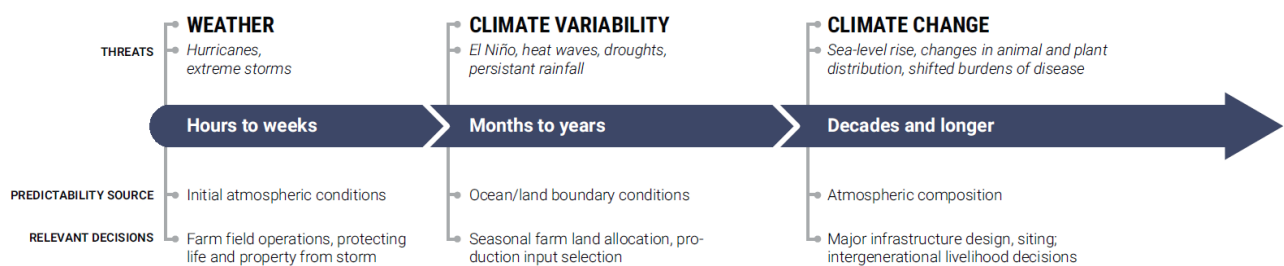 WEATHER
CLIMATE VARIABILITY
CLIMATE CHANGE
THREATS
Hurricanes,
extreme storms
El Niño, heat waves, droughts,
persistant rainfall
Sea-level rise, changes in animal and plant
distribution, shifted burdens of disease
Hours to weeks
Months to years
Decades and longer
PREDICTABILITY SOURCE
Initial atmospheric conditions
Ocean/land boundary conditions
Atmospheric composition
RELEVANT DECISIONS
Farm field operations, protecting
life and property from storm
Seasonal farm land allocation, pro-
duction input selection
Major infrastructure design, siting;
intergenerational livelihood decisions